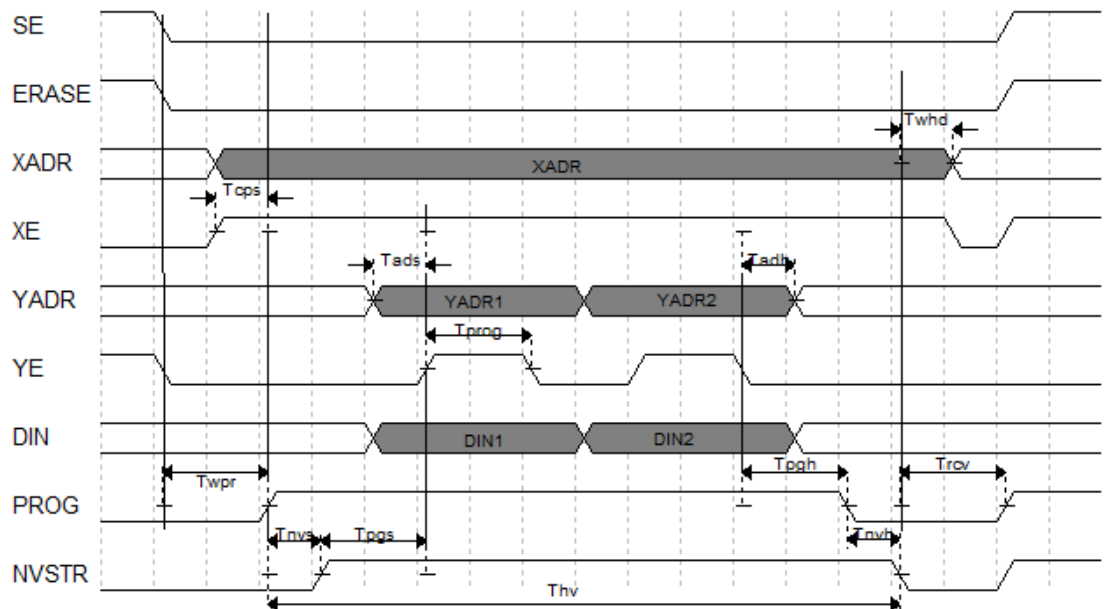 SE
ERASE
Twhd
XADR
XADR
Tcps
XE
Tads
Tadh
YADR
YADR1
YADR2
Tprog
YE
DIN
DIN1
DIN2
Twpr
Tpgh
Trcv
PROG
Tnvs
Tpgs
Tnvh
NVSTR
Thv